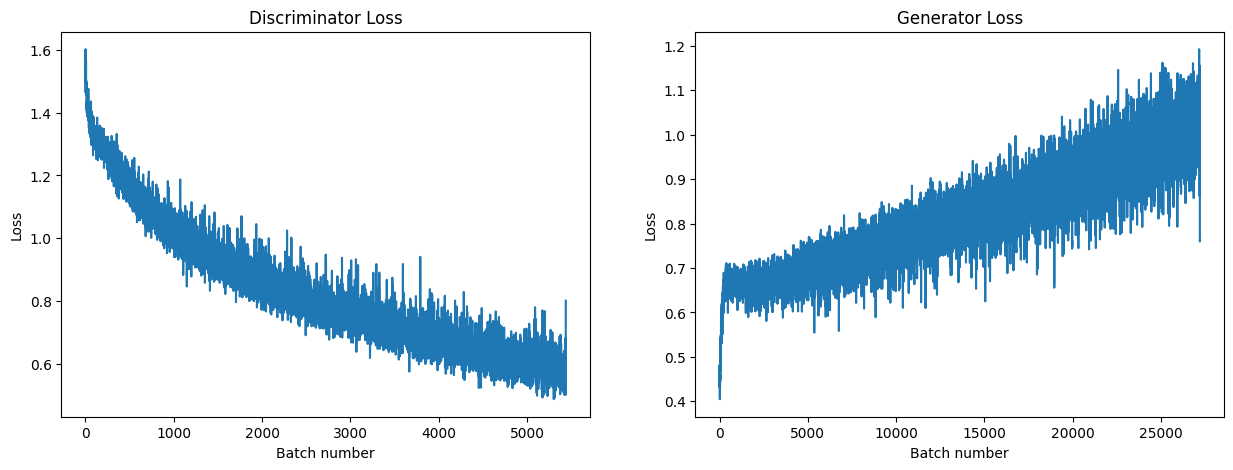 Discriminator Loss
Loss
1.6
1.4
1.2
1.0
0.8
0.6
0 1000 2000 3000 4000 5000
Batch number
Generator Loss
Loss
1.2
1.1
1.0
0.9
0.8
0.7
0.6
0.5
0.4
0 5000 10000 15000 20000 25000
Batch number